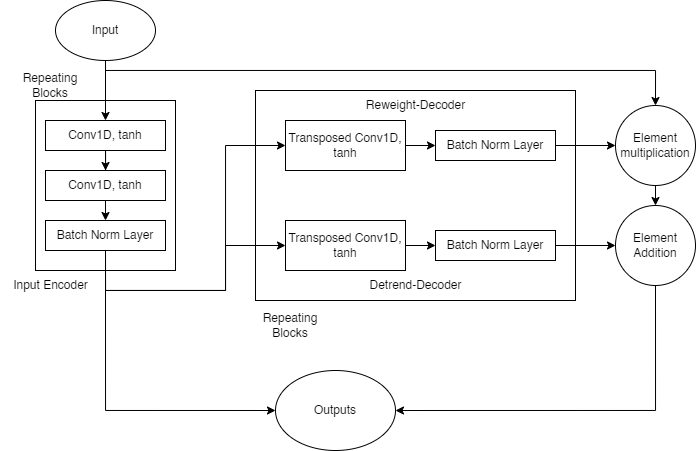 Input
Repeating
Blocks
Conv1D, tanh
Conv1D, tanh
Batch Norm Layer
Input Encoder
Reweight-Decoder
Transposed Conv1D,
tanh
Batch Norm Layer
Element
multiplication
Transposed Conv1D,
tanh
Batch Norm Layer
Element
Addition
Detrend-Decoder
Repeating
Blocks
Outputs